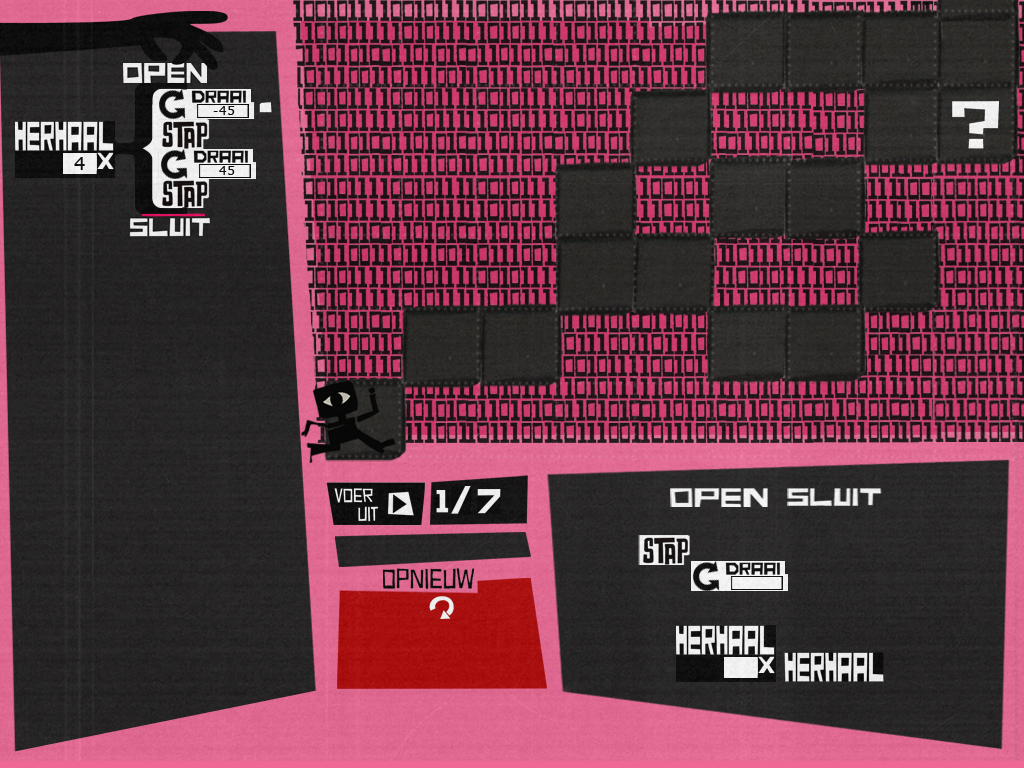 OPEN
DRAAI
-45
HERHAAL
4 X
STAP
DRAAI
45
STAP
SLUIT
?
VOER
UIT
1/7
OPNIEUW
OPEN SLUIT
STAP
DRAAI
HERHAAL
X HERHAAL